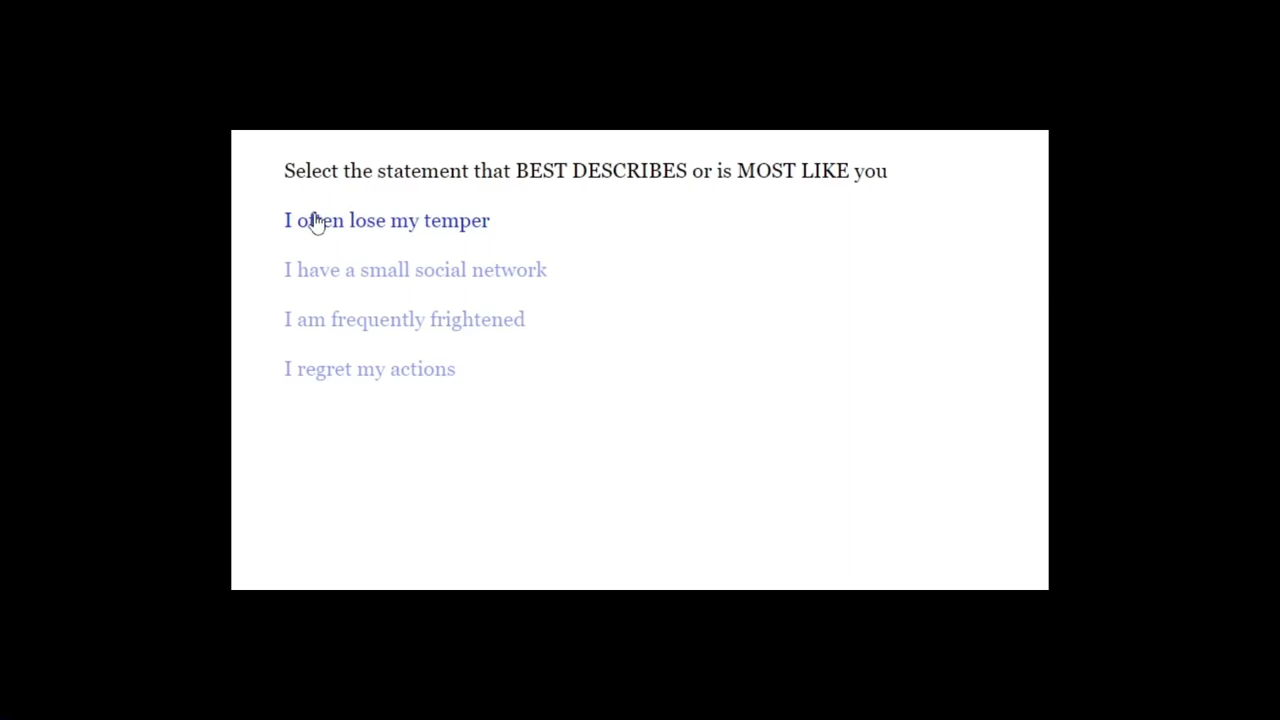 Select the statement that BEST DESCRIBES or is MOST LIKE you
I often lose my temper
I have a small social network
I am frequently frightened
I regret my actions